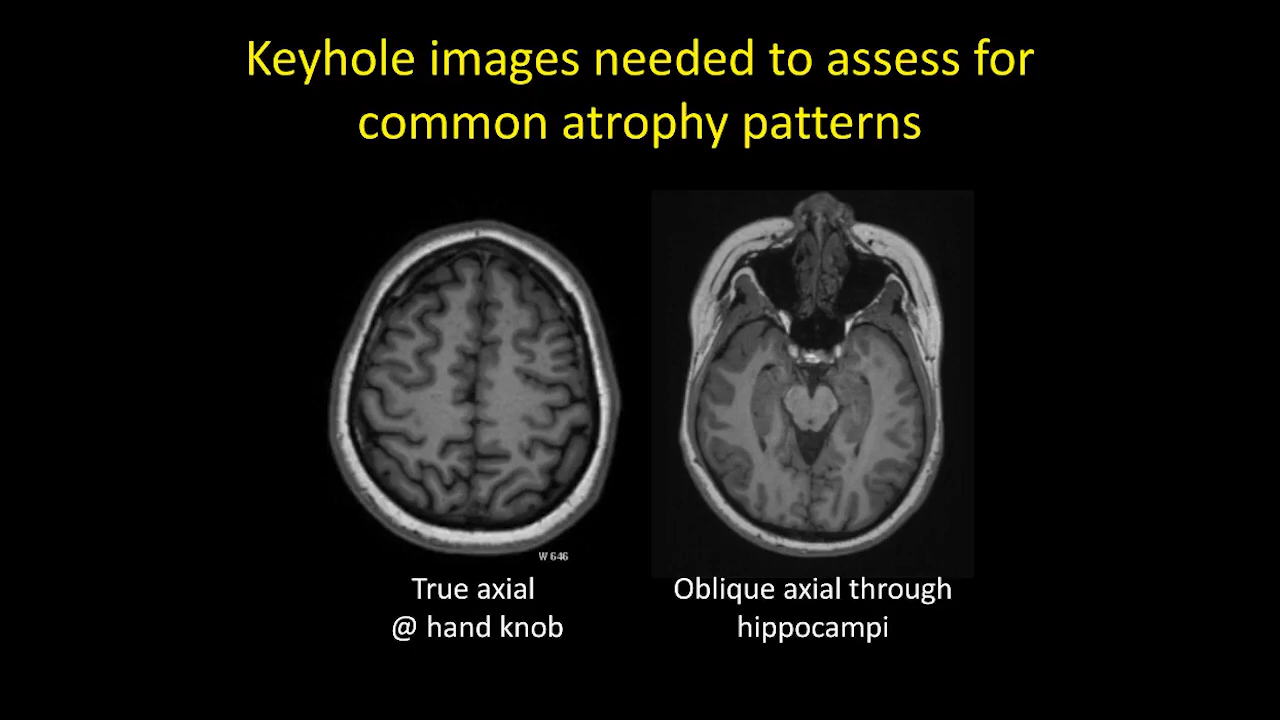 Keyhole images needed to assess for
common atrophy patterns
W 646
True axial
@ hand knob
Oblique axial through
hippocampi